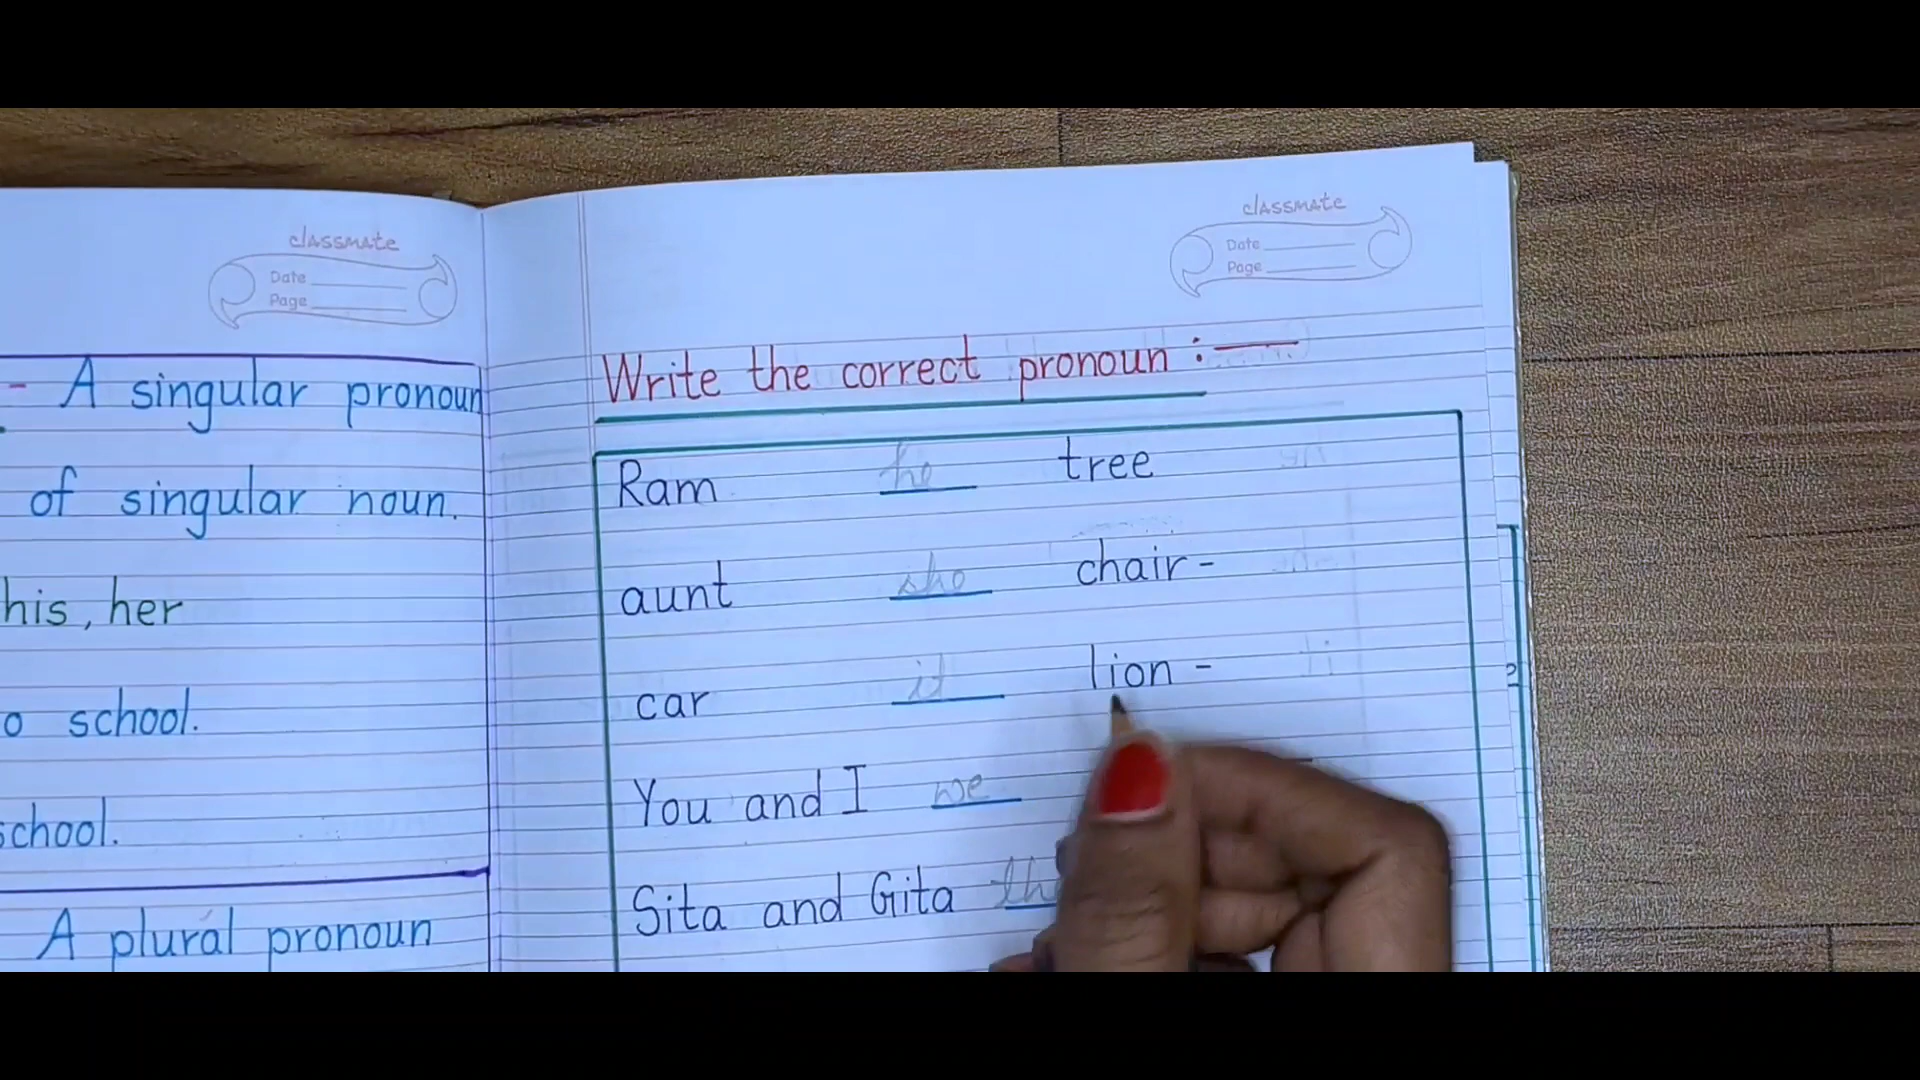 classmate
Date
Page
- A singular pronoun
of singular noun.
his, her
o school.
school.
A plural pronoun
classmate
Date
Page
Write the correct pronoun :—
Ram he tree
aunt she chair -
car it lion -
You and I we
Sita and Gita the